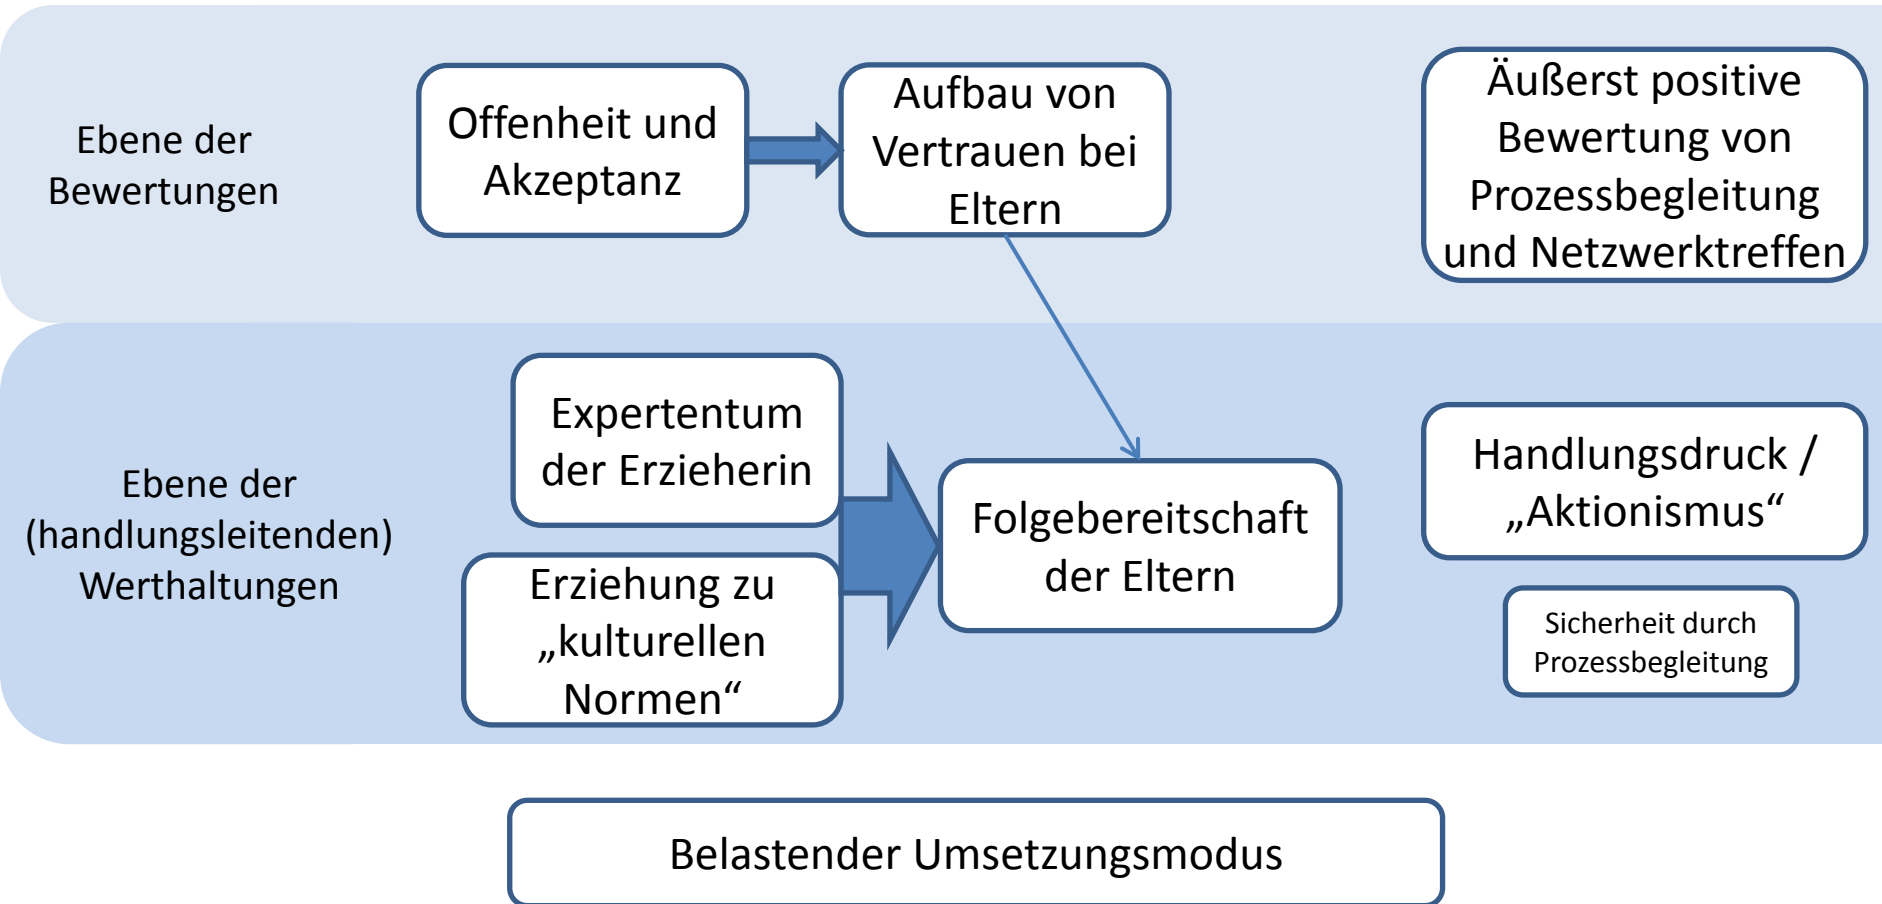 Ebene der
Bewertungen
Offenheit und
Akzeptanz
Aufbau von
Vertrauen bei
Eltern
Äußerst positive
Bewertung von
Prozessbegleitung
und Netzwerktreffen
Ebene der
(handlungsleitenden)
Werthaltungen
Expertentum
der Erzieherin
Erziehung zu
„kulturellen
Normen“
Folgebereitschaft
der Eltern
Handlungsdruck /
„Aktionismus“
Sicherheit durch
Prozessbegleitung
Belastender Umsetzungsmodus